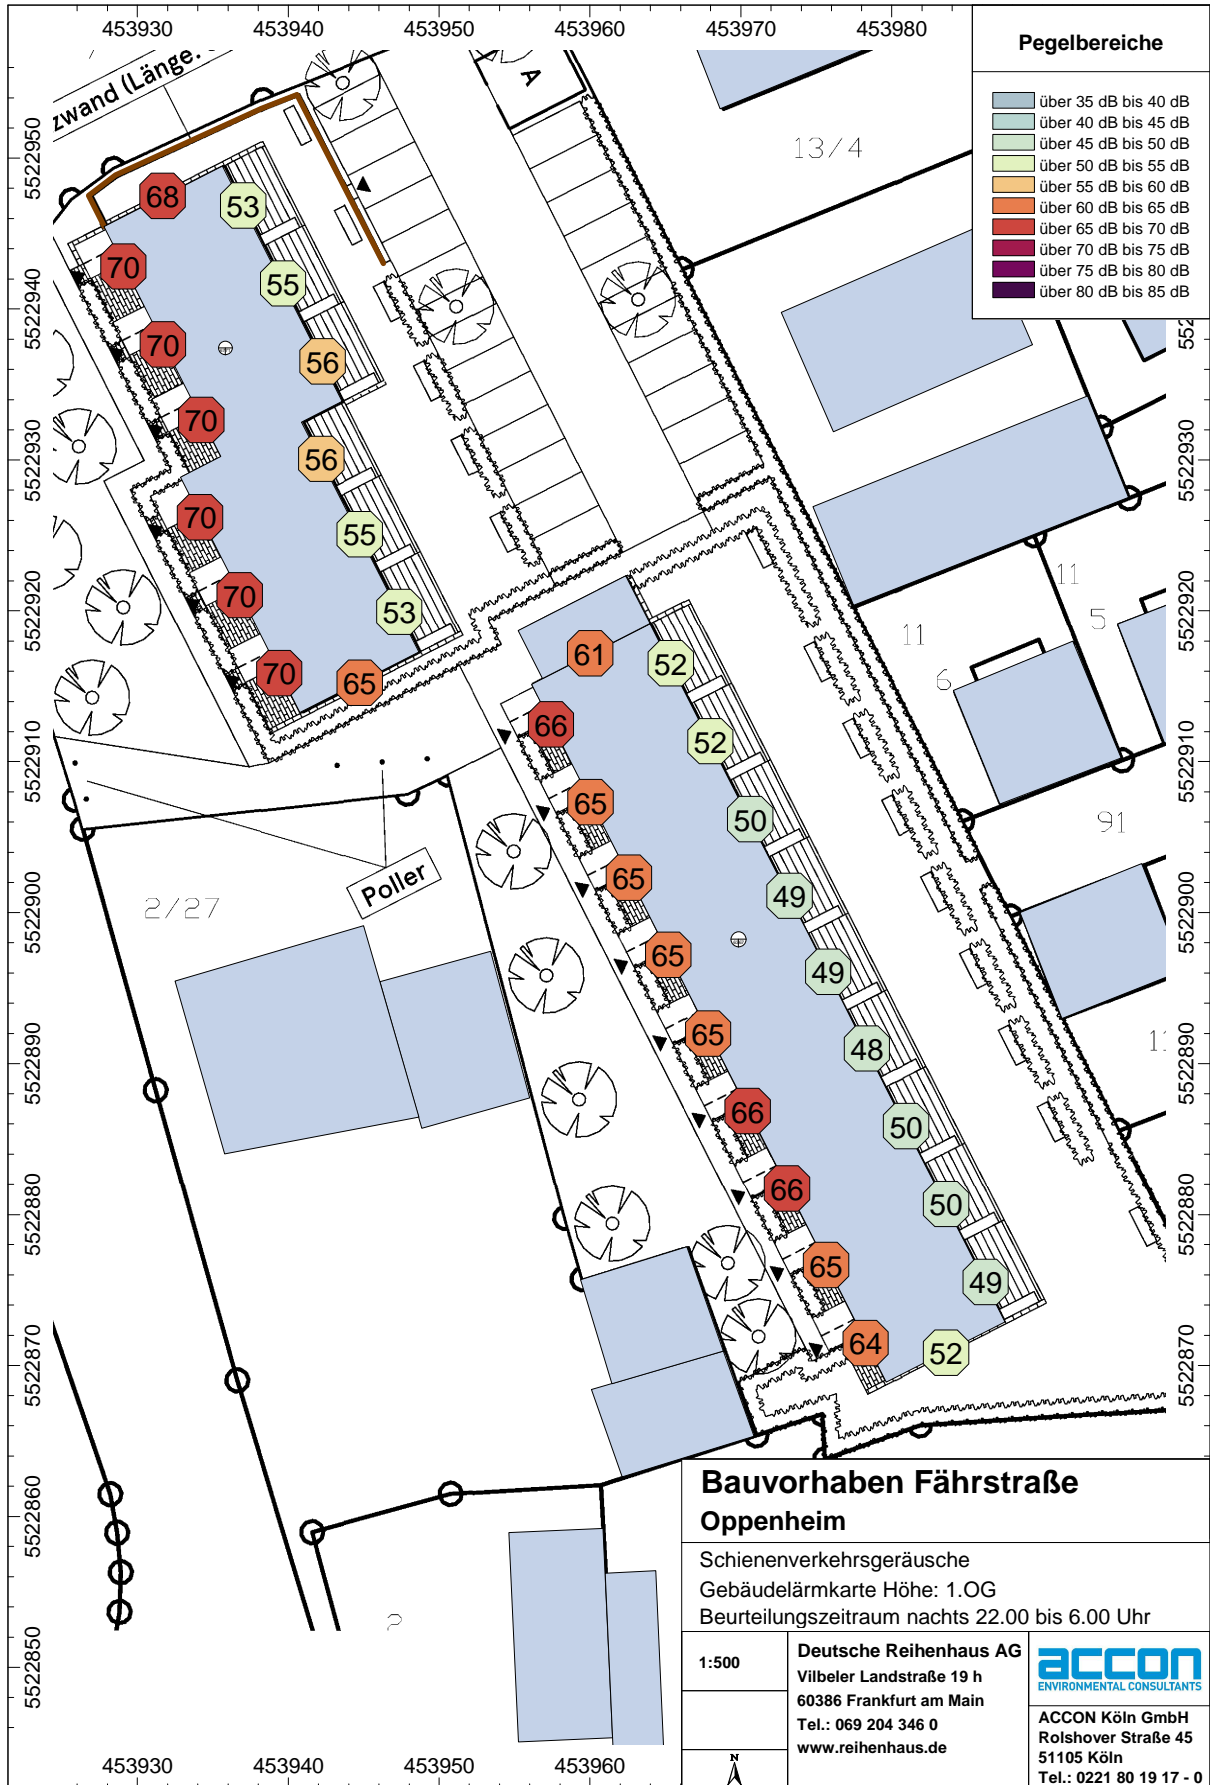 453930 453940 453950 453960 453970 453980
Pegelbereiche
über 35 dB bis 40 dB
über 40 dB bis 45 dB
über 45 dB bis 50 dB
über 50 dB bis 55 dB
über 55 dB bis 60 dB
über 60 dB bis 65 dB
über 65 dB bis 70 dB
über 70 dB bis 75 dB
über 75 dB bis 80 dB
über 80 dB bis 85 dB
zwand (Länge:
A
13/4
5522950
5522940
5522930
5522920
5522910
5522900
5522890
5522880
5522870
5522860
5522850
5522930
5522920
5522910
5522900
5522890
5522880
5522870
68
53
70
55
70
56
70
56
70
55
70
53
70
65
61
52
66
52
65
50
65
49
65
49
65
48
66
50
66
50
65
49
64
52
11
5
11
6
91
2/27
Poller
2
Bauvorhaben Fährstraße
Oppenheim
Schienenverkehrsgeräusche
Gebäudelärmkarte Höhe: 1.OG
Beurteilungszeitraum nachts 22.00 bis 6.00 Uhr
1:500
Deutsche Reihenhaus AG
Vilbeler Landstraße 19 h
60386 Frankfurt am Main
Tel.: 069 204 346 0
www.reihenhaus.de
accon
ENVIRONMENTAL CONSULTANTS
ACCON Köln GmbH
Rolshover Straße 45
51105 Köln
Tel.: 0221 80 19 17 - 0
N
453930 453940 453950 453960